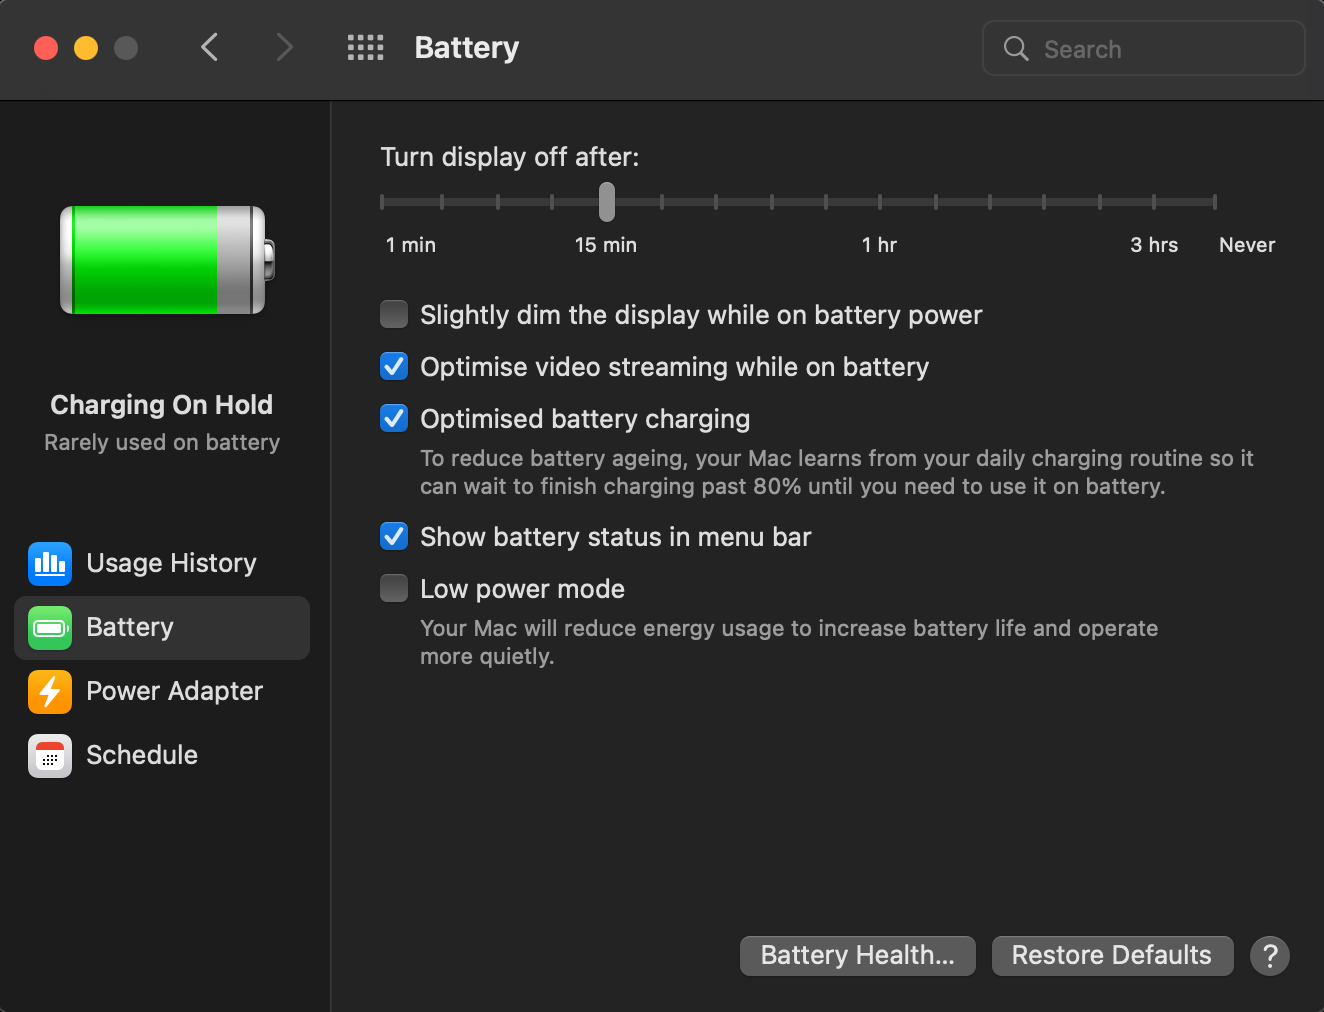 Battery
Search
Charging On Hold
Rarely used on battery
Usage History
Battery
Power Adapter
Schedule
Turn display off after:
1 min 15 min 1 hr 3 hrs Never
Slightly dim the display while on battery power
Optimise video streaming while on battery
Optimised battery charging
To reduce battery ageing, your Mac learns from your daily charging routine so it
can wait to finish charging past 80% until you need to use it on battery.
Show battery status in menu bar
Low power mode
Your Mac will reduce energy usage to increase battery life and operate
more quietly.
Battery Health... Restore Defaults ?